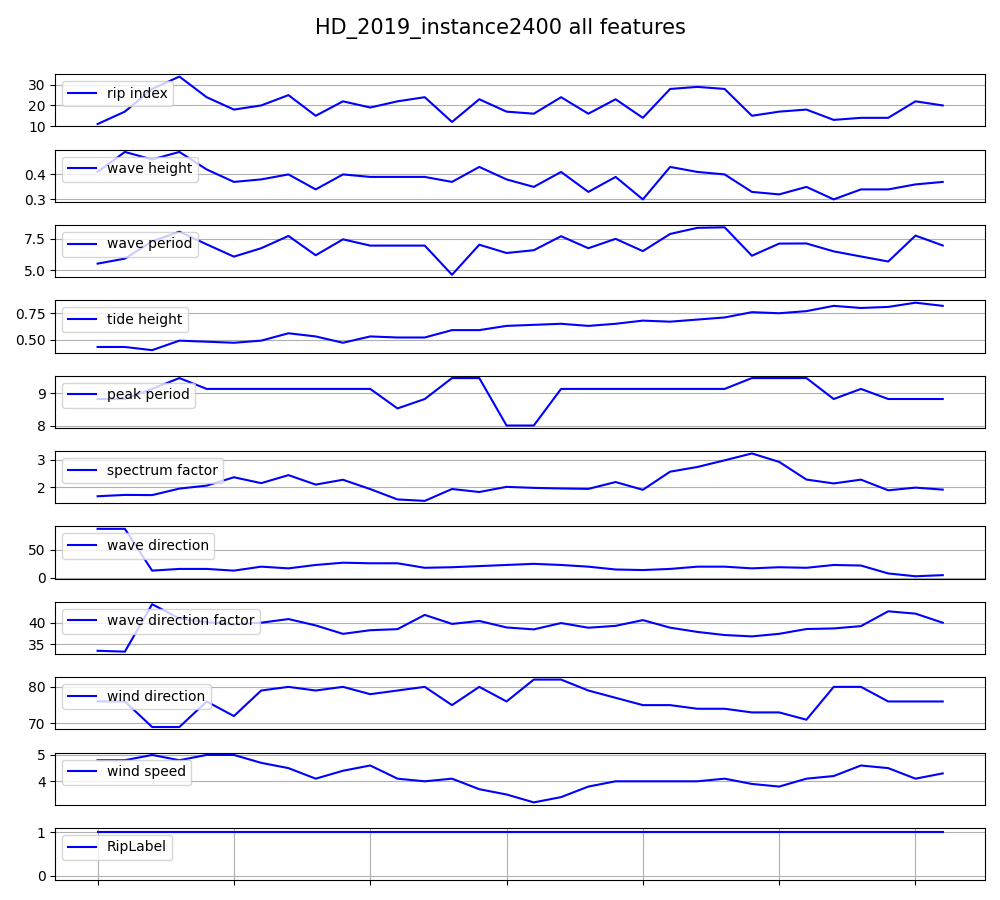 HD_2019_instance2400 all features
30
20
10
rip index
0.4
0.3
wave height
7.5
5.0
wave period
0.75
0.50
tide height
9
8
peak period
3
2
spectrum factor
50
0
wave direction
40
35
wave direction factor
80
70
wind direction
5
4
wind speed
1
0
RipLabel